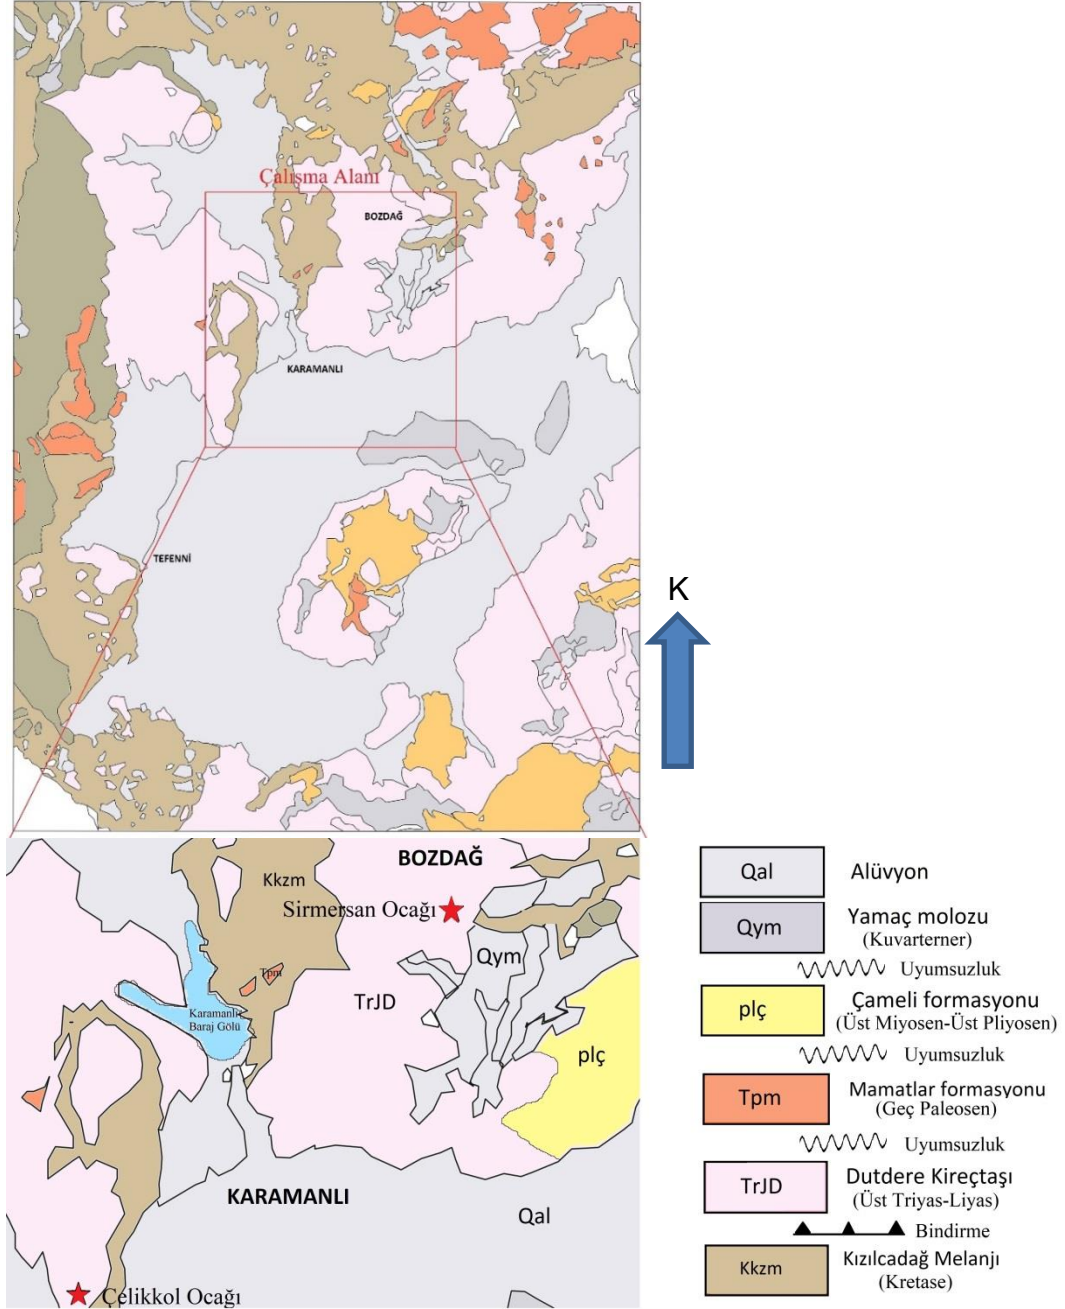 Çalışma Alanı
BOZDAĞ
KARAMANLI
TEFENNİ
K
BOZDAĞ
Kkzm
Sirmersan Ocağı
Qym
Tpm
TrJD
Karamanlı
Baraj Gölü
plç
KARAMANLI
Qal
Çelikkol Ocağı
Qal Alüvyon
Qym Yamaç molozu
(Kuvarterner)
Uyumsuzluk
plç Çameli formasyonu
(Üst Miyosen-Üst Pliyosen)
Uyumsuzluk
Tpm Mamatlar formasyonu
(Geç Paleosen)
Uyumsuzluk
TrJD Dutdere Kireçtaşı
(Üst Triyas-Liyas)
Bindirme
Kkzm Kızılcadağ Melanjı
(Kretase)